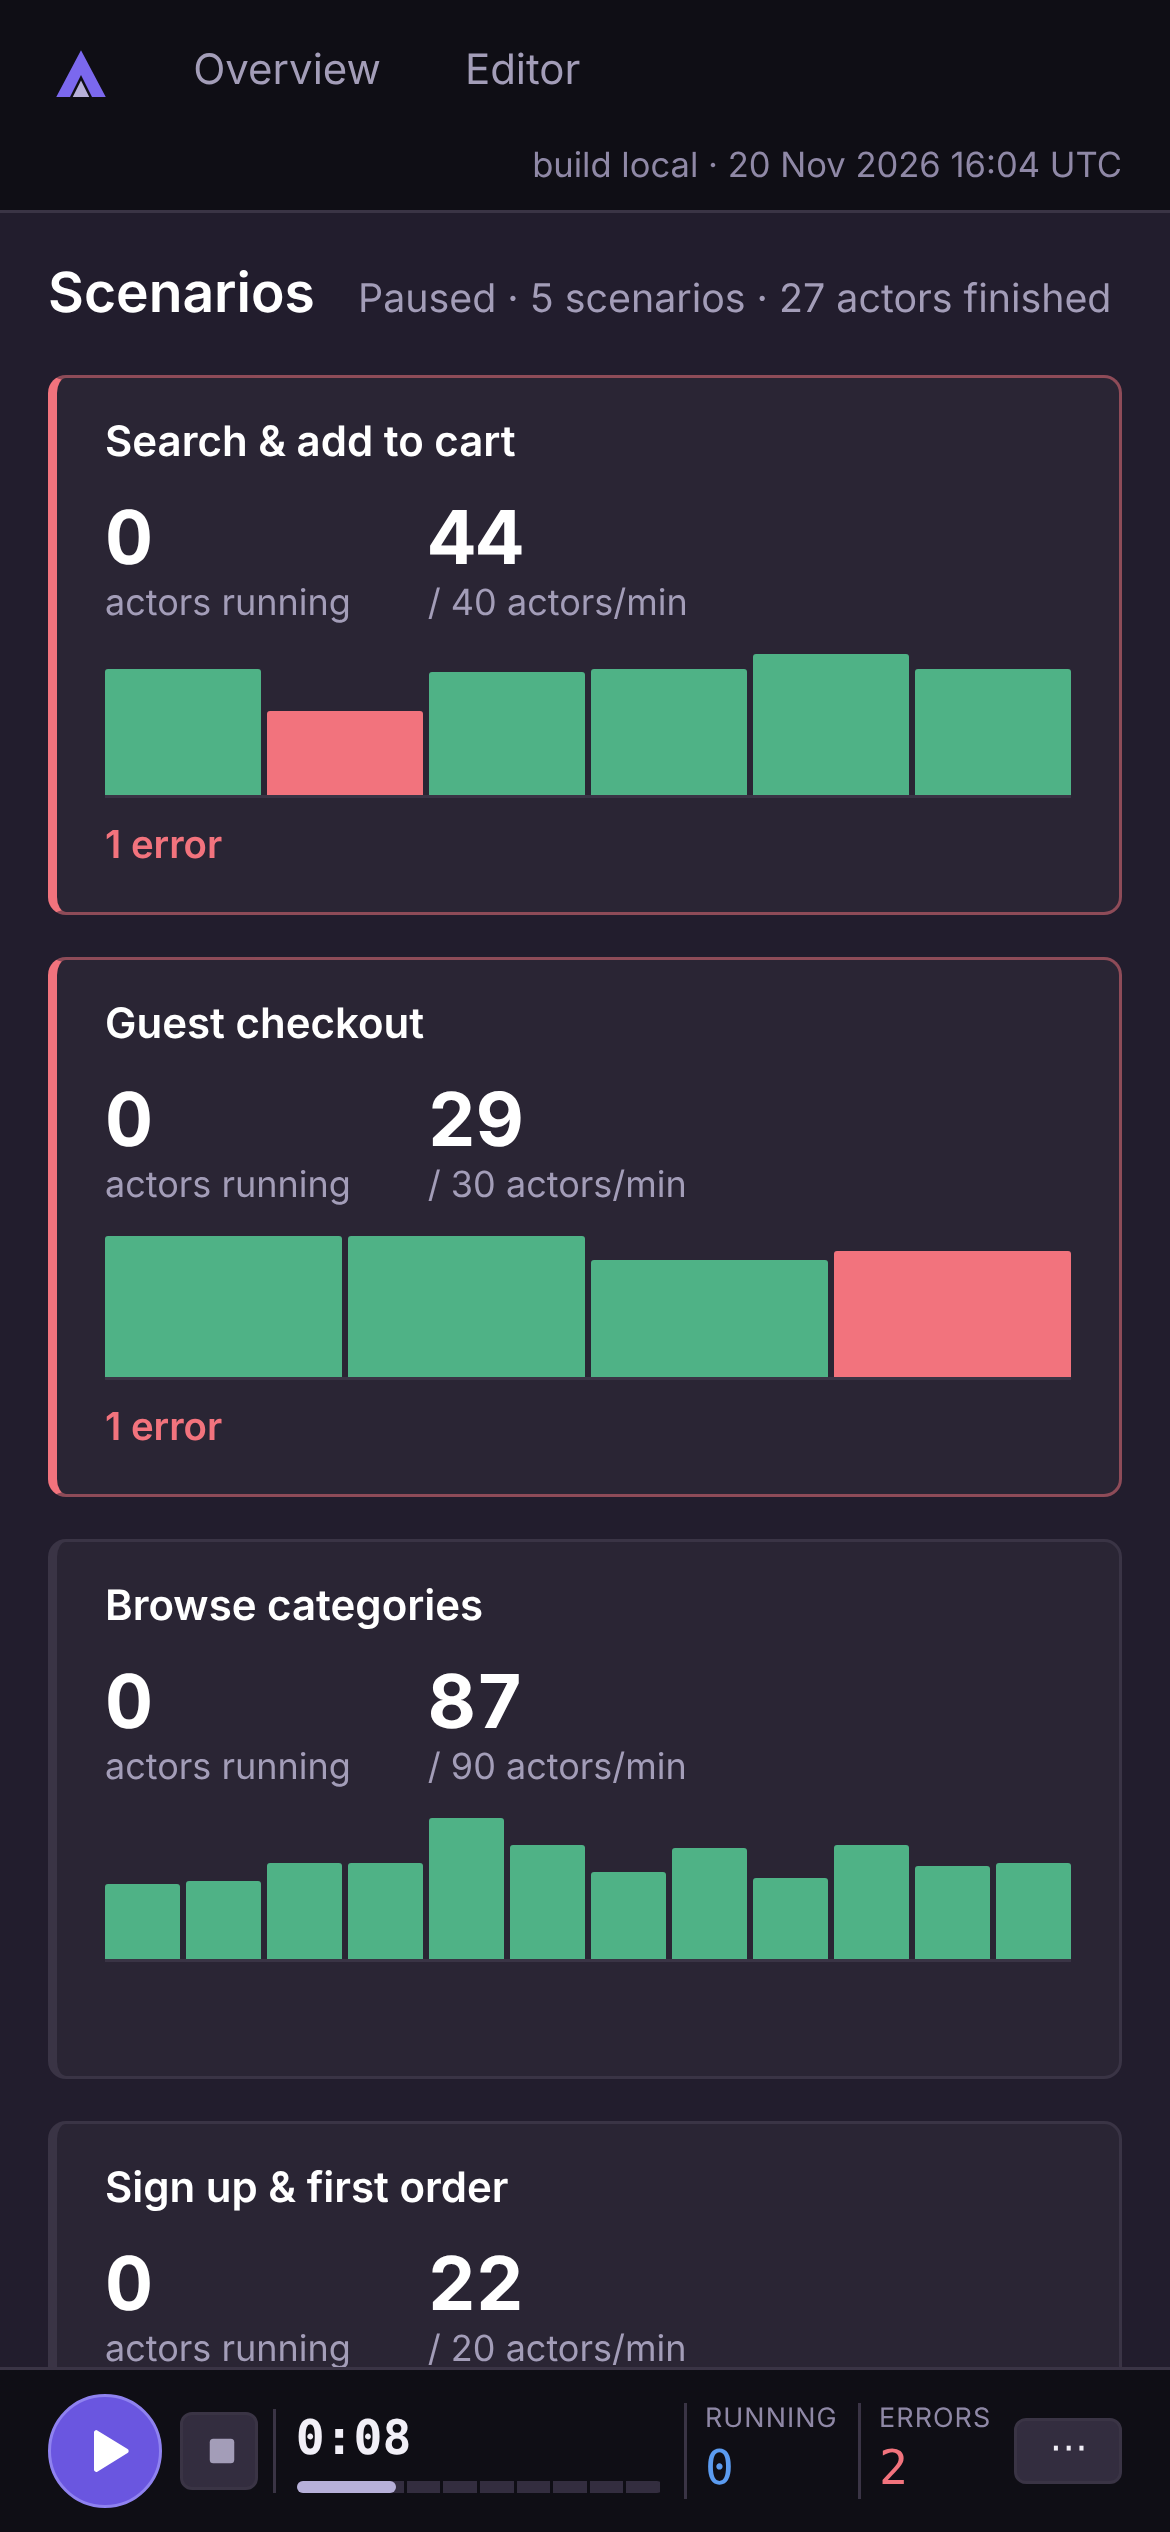 Overview Editor
build local · 20 Nov 2026 16:04 UTC
Scenarios Paused · 5 scenarios · 27 actors finished
Search & add to cart
0 44
actors running / 40 actors/min
1 error
Guest checkout
0 29
actors running / 30 actors/min
1 error
Browse categories
0 87
actors running / 90 actors/min
Sign up & first order
0 22
actors running / 20 actors/min
0:08 RUNNING ERRORS
0 2 ···